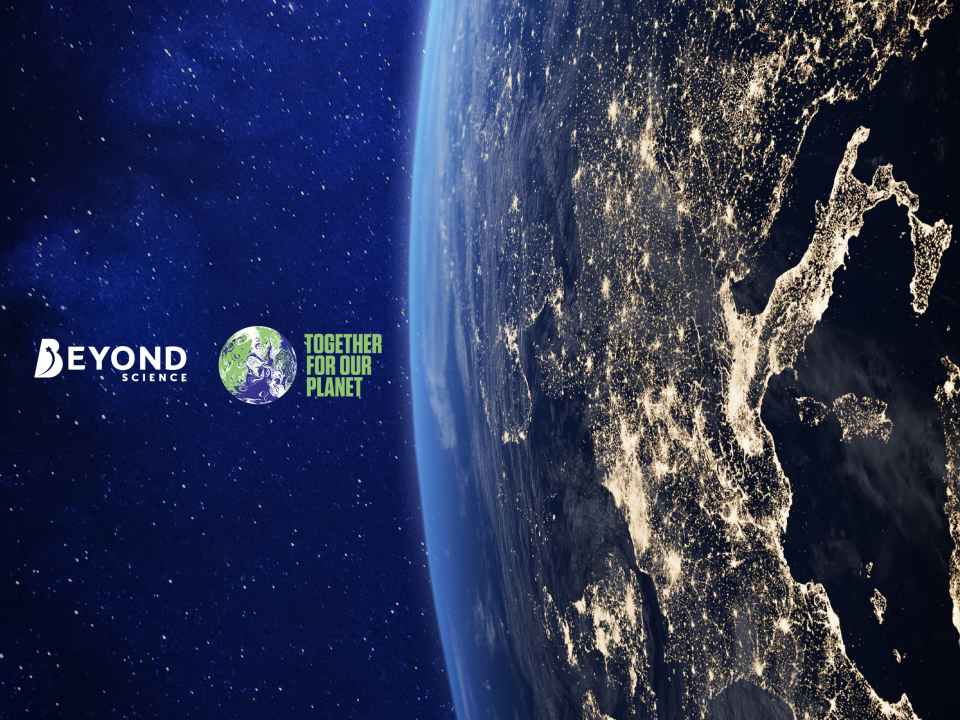 BEYOND
SCIENCE
TOGETHER
FOR OUR
PLANET